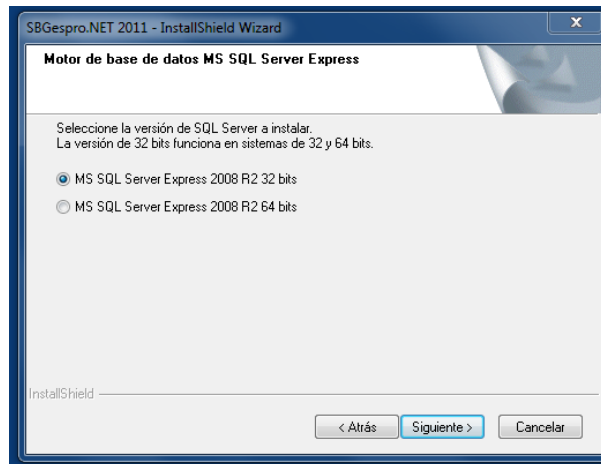 SBGespro.NET 2011 - InstallShield Wizard
Motor de base de datos MS SQL Server Express
Seleccione la versión de SQL Server a instalar.
La versión de 32 bits funciona en sistemas de 32 y 64 bits.
MS SQL Server Express 2008 R2 32 bits
MS SQL Server Express 2008 R2 64 bits
InstallShield
< Atrás Siguiente > Cancelar